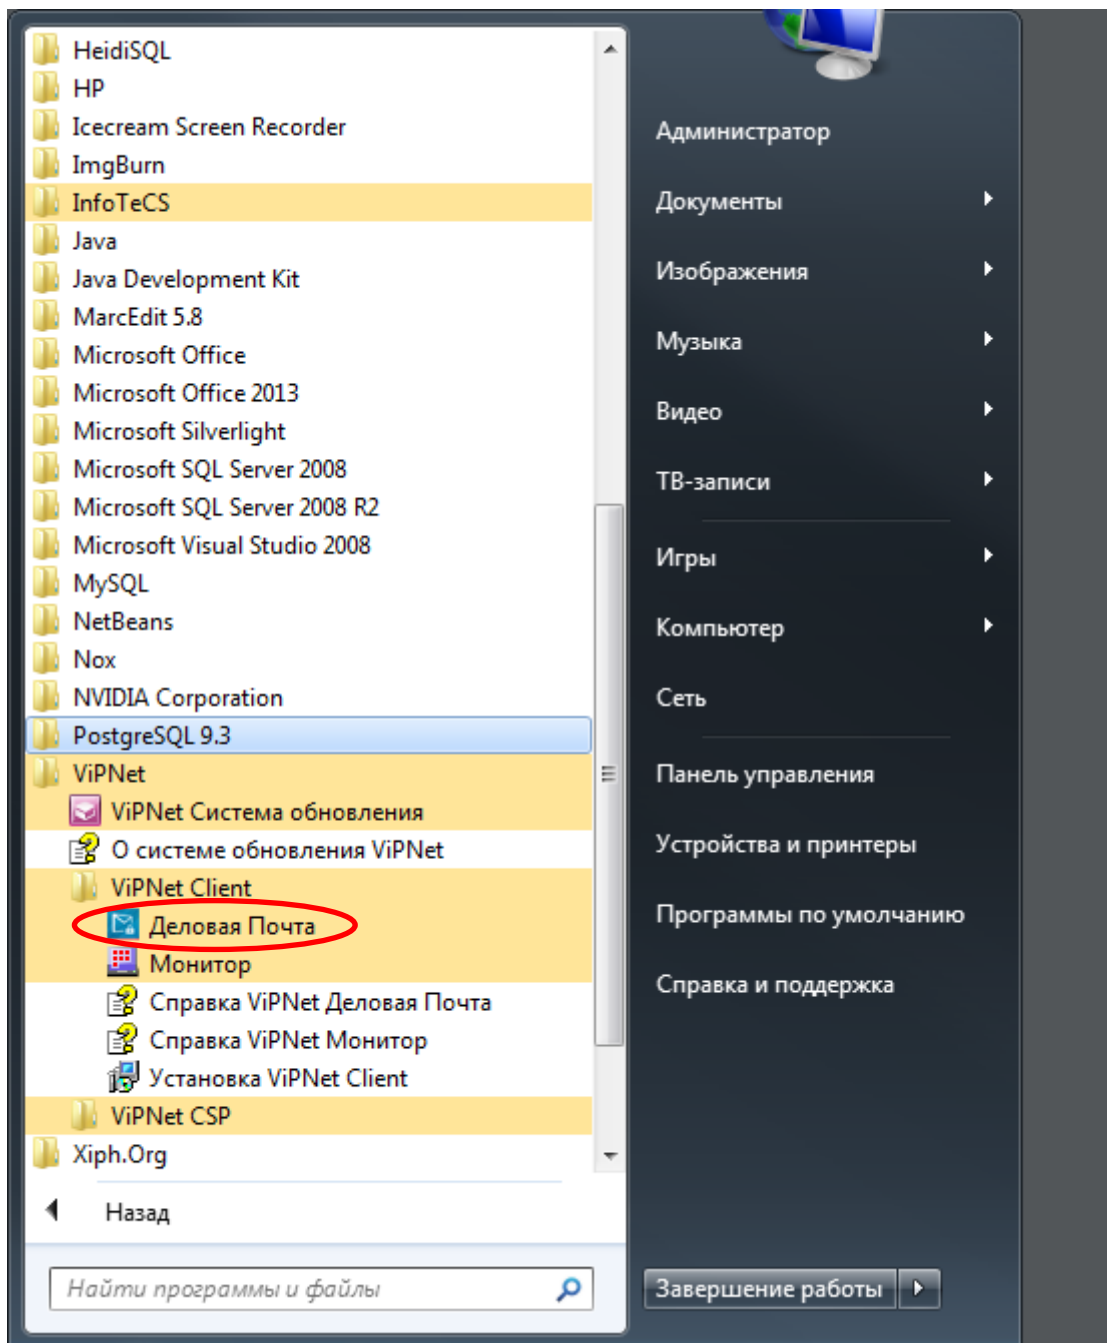 HeidiSQL
HP
Icecream Screen Recorder
ImgBurn
InfoTeCS
Java
Java Development Kit
MarcEdit 5.8
Microsoft Office
Microsoft Office 2013
Microsoft Silverlight
Microsoft SQL Server 2008
Microsoft SQL Server 2008 R2
Microsoft Visual Studio 2008
MySQL
NetBeans
Nox
NVIDIA Corporation
PostgreSQL 9.3
ViPNet
ViPNet Система обновления
О системе обновления ViPNet
ViPNet Client
Деловая Почта
Монитор
Справка ViPNet Деловая Почта
Справка ViPNet Монитор
Установка ViPNet Client
ViPNet CSP
Xiph.Org
Назад
Найти программы и файлы
Администратор
Документы
Изображения
Музыка
Видео
ТВ-записи
Игры
Компьютер
Сеть
Панель управления
Устройства и принтеры
Программы по умолчанию
Справка и поддержка
Завершение работы